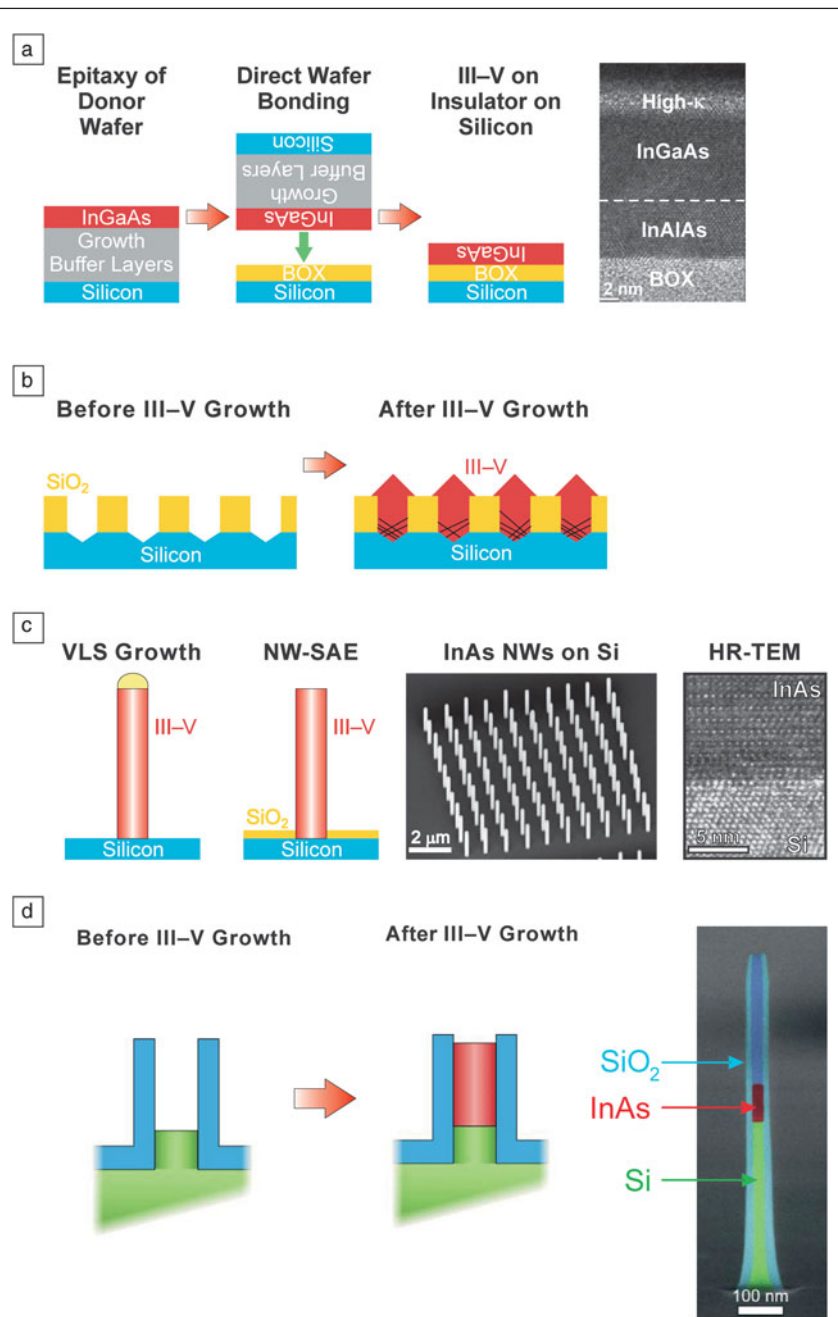 a
Epitaxy of
Donor
Wafer
InGaAs
Growth
Buffer Layers
Silicon
Direct Wafer
Bonding
Silicon
Buffer Layers
Growth
InGaAs
BOX
Silicon
III–V on
Insulator on
Silicon
InGaAs
BOX
Silicon
High-κ
InGaAs
InAlAs
BOX
2 nm
b
Before III–V Growth
SiO₂
Silicon
After III–V Growth
III–V
Silicon
c
VLS Growth
III–V
Silicon
NW-SAE
III–V
SiO₂
Silicon
InAs NWs on Si
2 μm
HR-TEM
InAs
5 nm
Si
d
Before III–V Growth
After III–V Growth
SiO₂
InAs
Si
100 nm